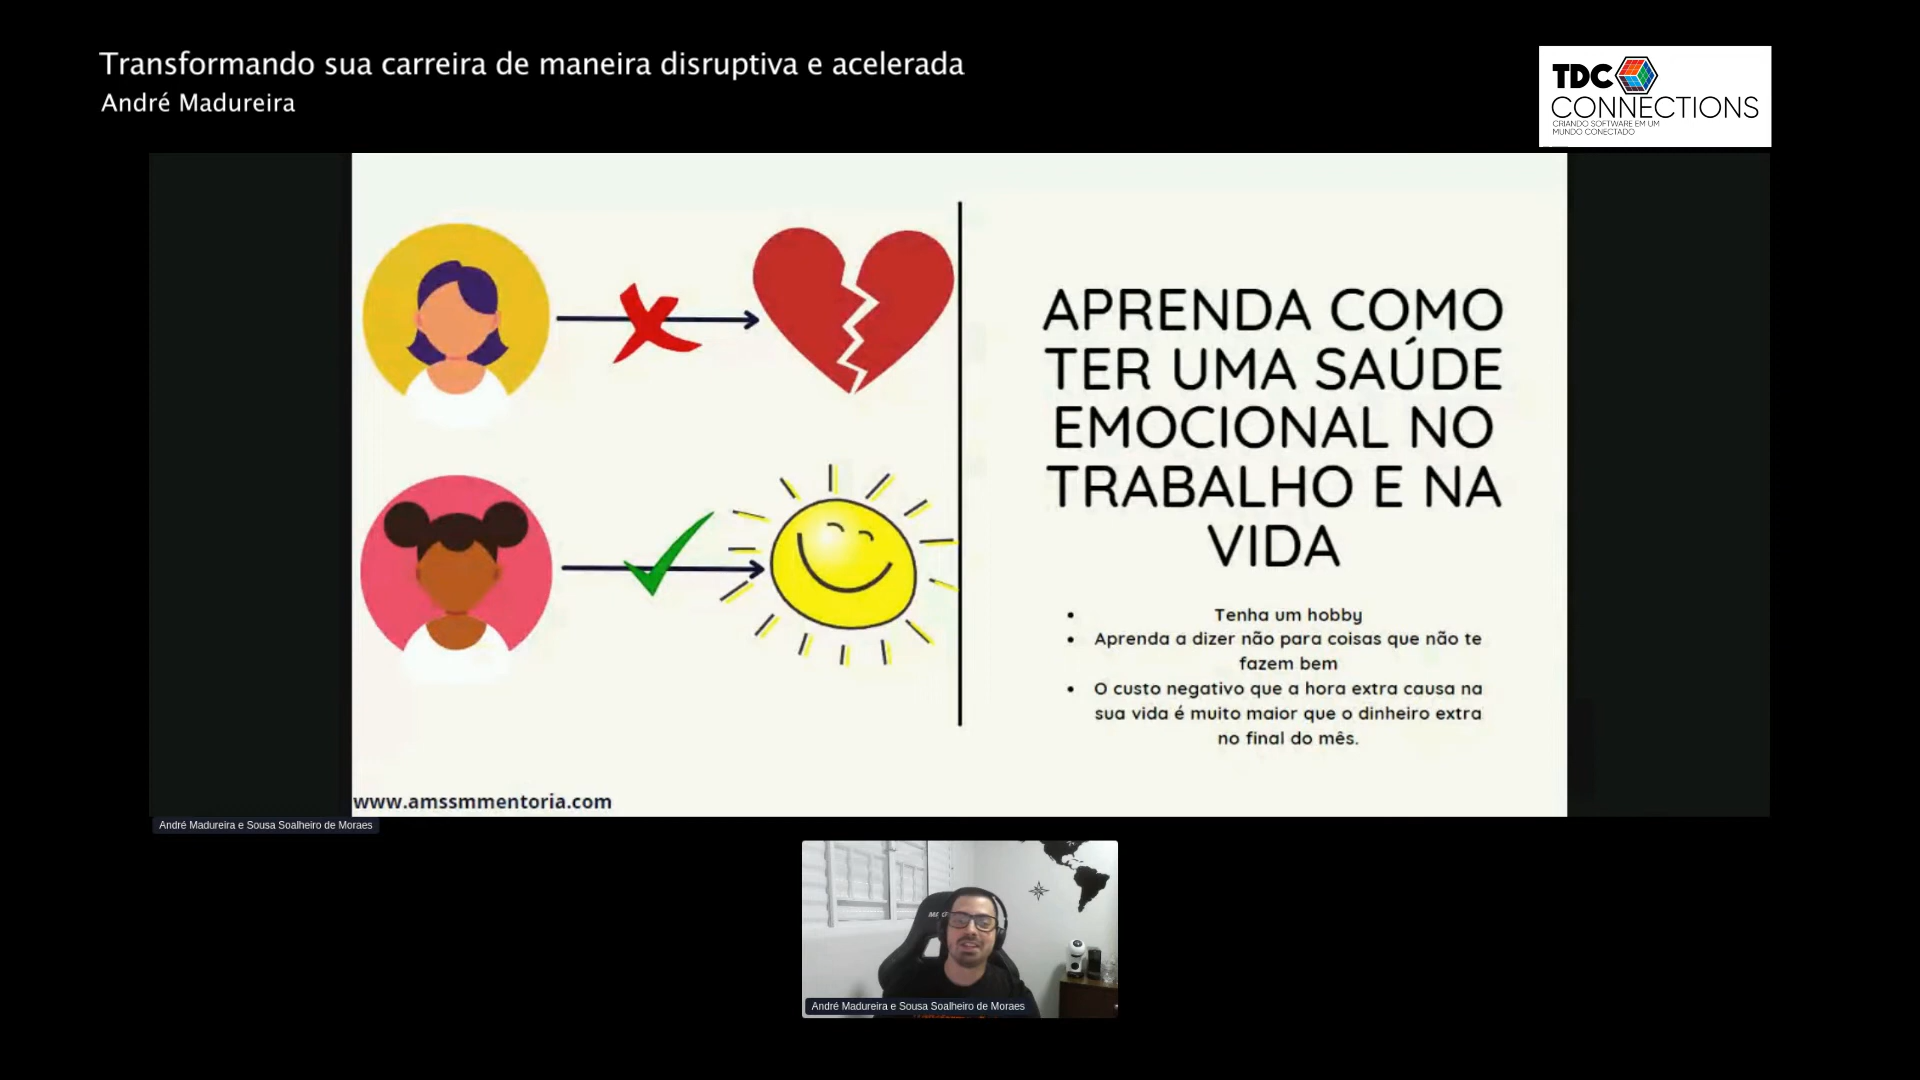 Transformando sua carreira de maneira disruptiva e acelerada
André Madureira
TDC
CONNECTIONS
CRIANDO SOFTWARE EM UM
MUNDO CONECTADO
APRENDA COMO
TER UMA SAÚDE
EMOCIONAL NO
TRABALHO E NA
VIDA
• Tenha um hobby
• Aprenda a dizer não para coisas que não te
fazem bem
• O custo negativo que a hora extra causa na
sua vida é muito maior que o dinheiro extra
no final do mês.
www.amssmmentoria.com
André Madureira e Sousa Soalheiro de Moraes
André Madureira e Sousa Soalheiro de Moraes